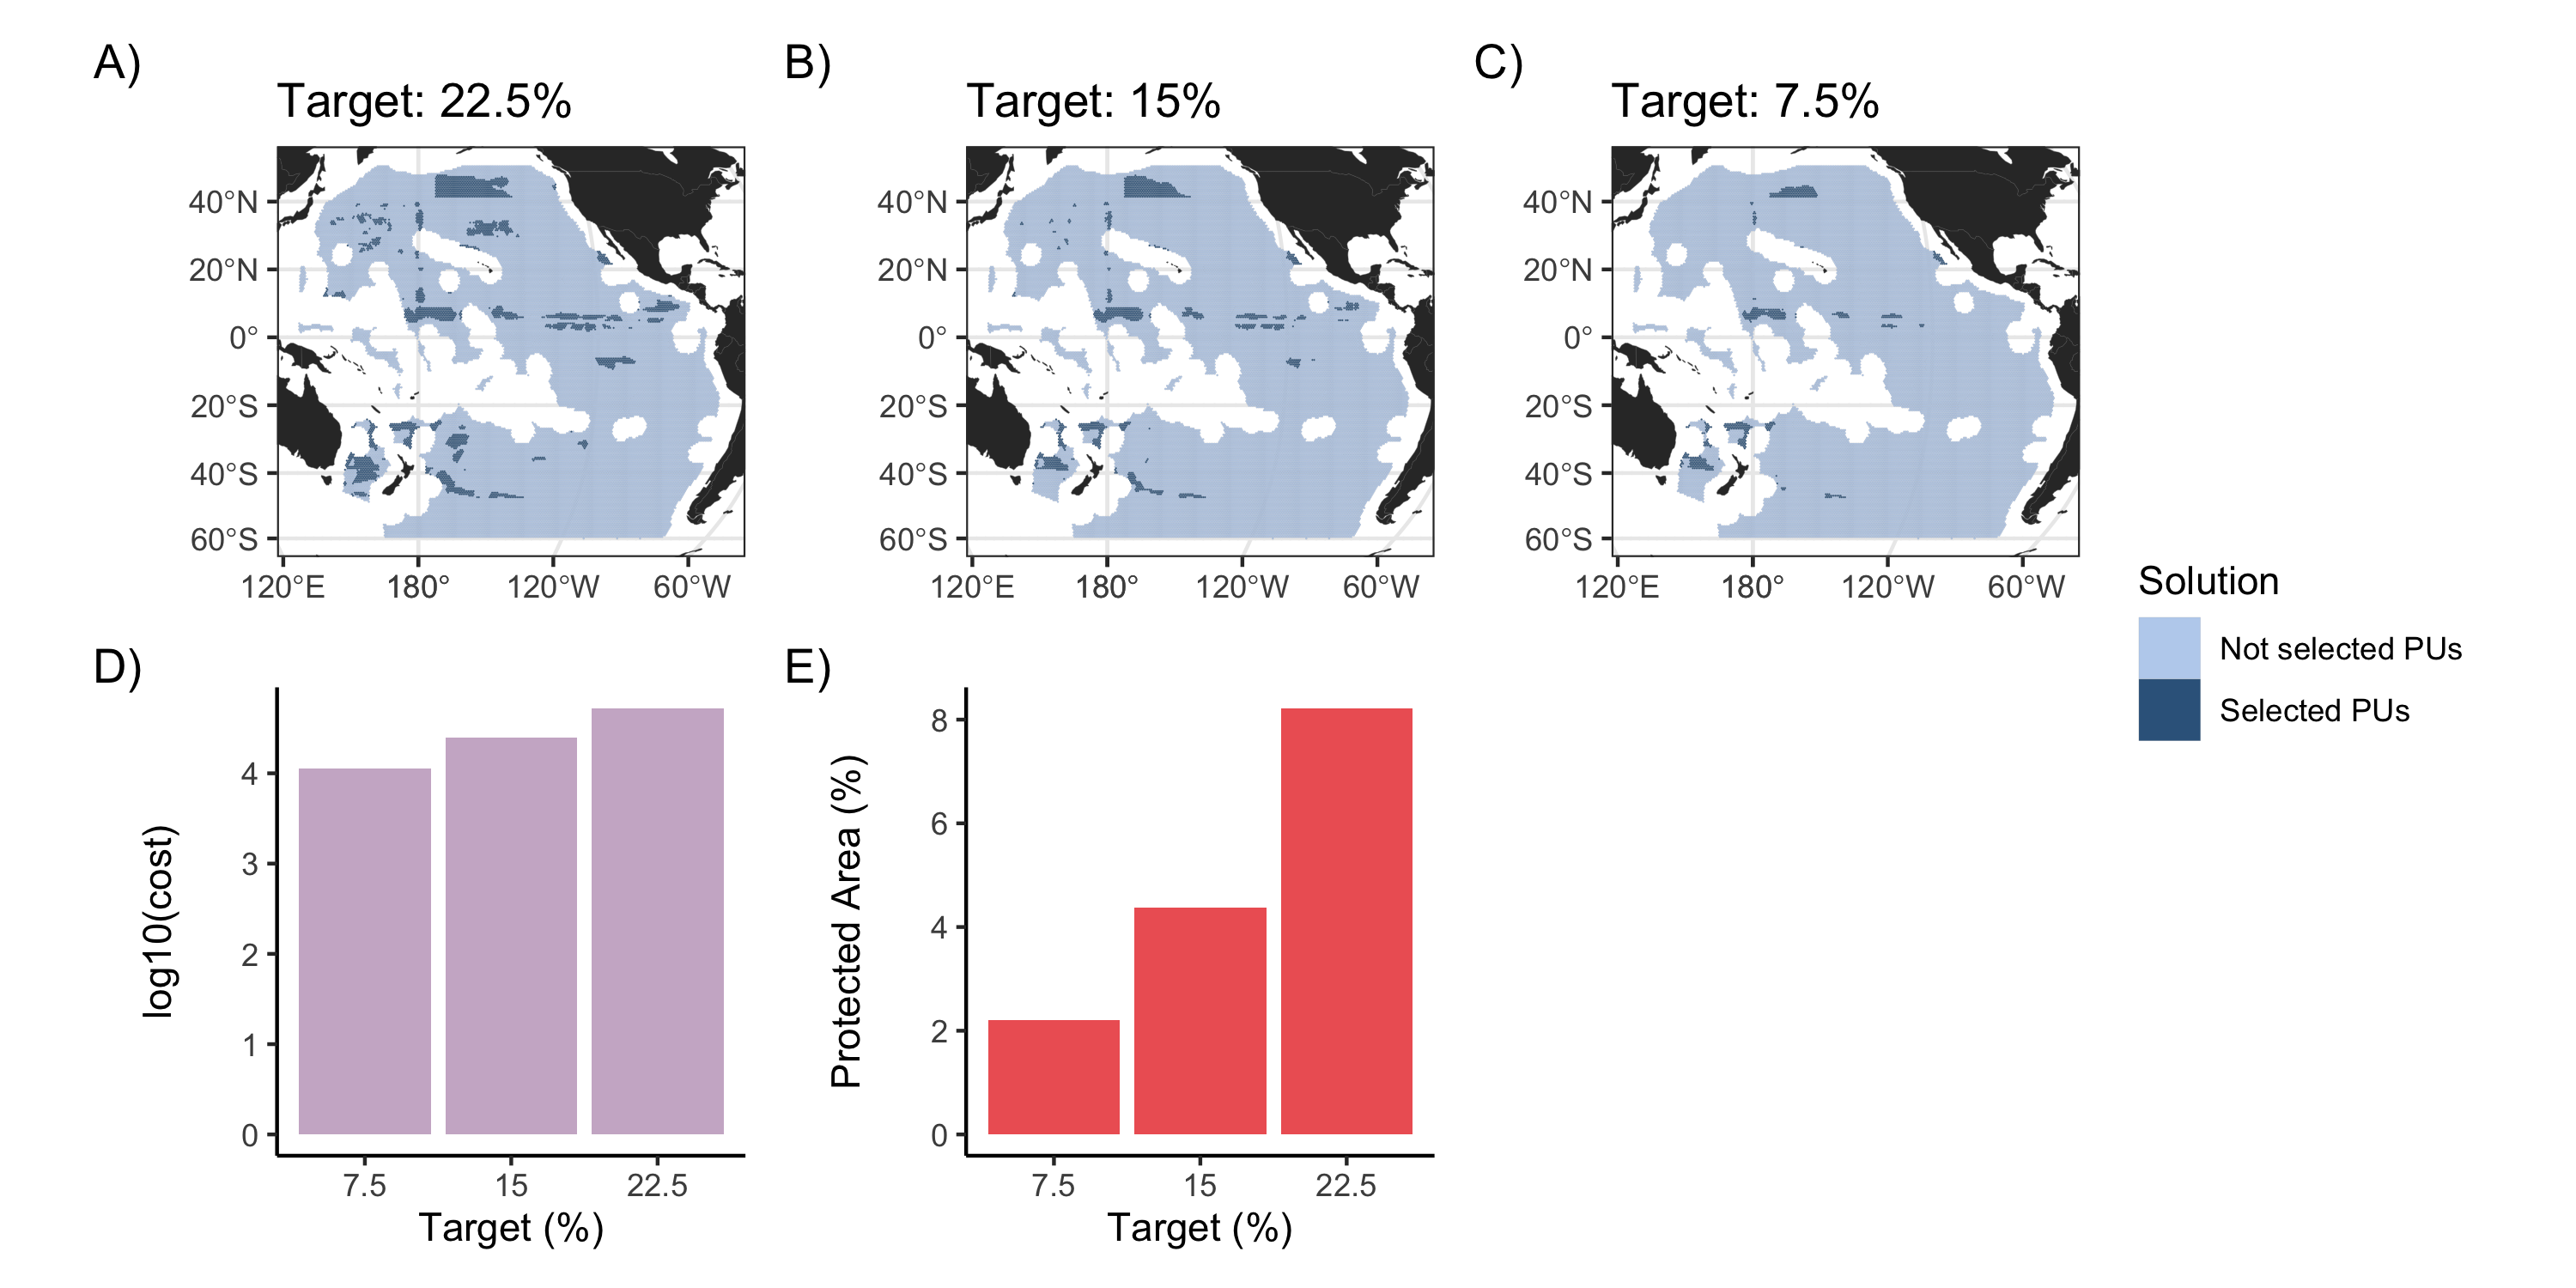 A)
Target: 22.5%
40°N
20°N
0°
20°S
40°S
60°S
120°E 180° 120°W 60°W
B)
Target: 15%
40°N
20°N
0°
20°S
40°S
60°S
120°E 180° 120°W 60°W
C)
Target: 7.5%
40°N
20°N
0°
20°S
40°S
60°S
120°E 180° 120°W 60°W
Solution
Not selected PUs
Selected PUs
D)
log10(cost)
4
3
2
1
0
7.5 15 22.5
Target (%)
E)
Protected Area (%)
8
6
4
2
0
7.5 15 22.5
Target (%)